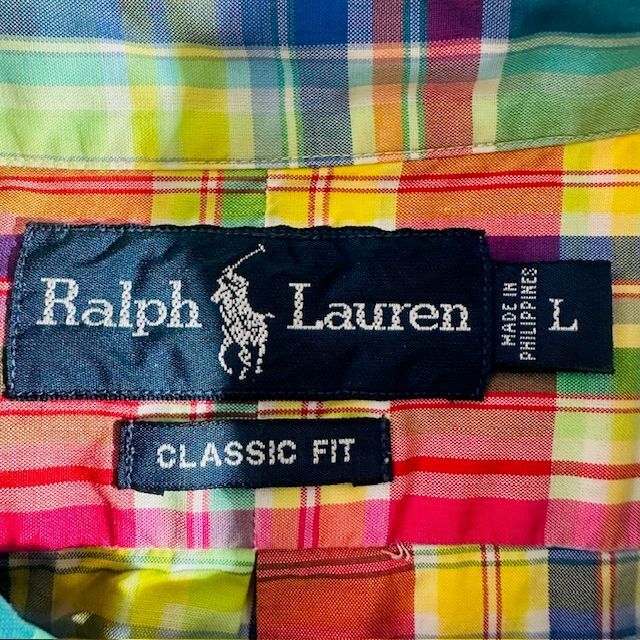 Ralph Lauren
MADE IN
PHILIPPINES
L
CLASSIC FIT